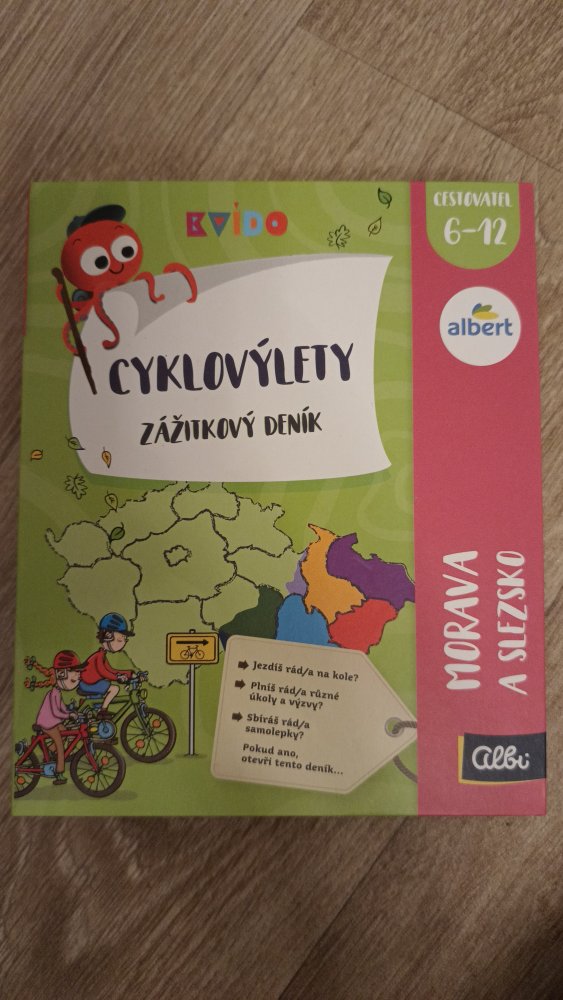 KVÍDO
CESTOVATEL
6-12
albert
CYKLOVÝLETY
ZÁŽITKOVÝ DENÍK
Jezdíš rád/a na kole?
Plníš rád/a různé
úkoly a výzvy?
Sbíráš rád/a
samolepky?
Pokud ano,
otevři tento deník...
MORAVA
A SLEZSKO
albi